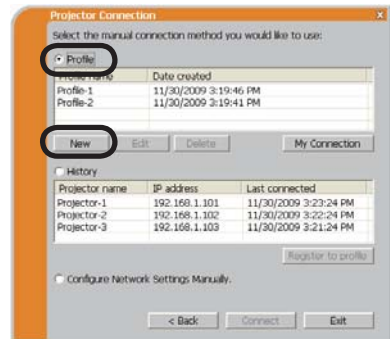 Projector Connection
Select the manual connection method you would like to use:
Profile
Profile name Date created
Profile-1 11/30/2009 3:19:46 PM
Profile-2 11/30/2009 3:19:41 PM
New Edit Delete My Connection
History
Projector name IP address Last connected
Projector-1 192.168.1.101 11/30/2009 3:23:24 PM
Projector-2 192.168.1.102 11/30/2009 3:22:24 PM
Projector-3 192.168.1.103 11/30/2009 3:21:24 PM
Register to profile
Configure Network Settings Manually.
< Back Connect Exit